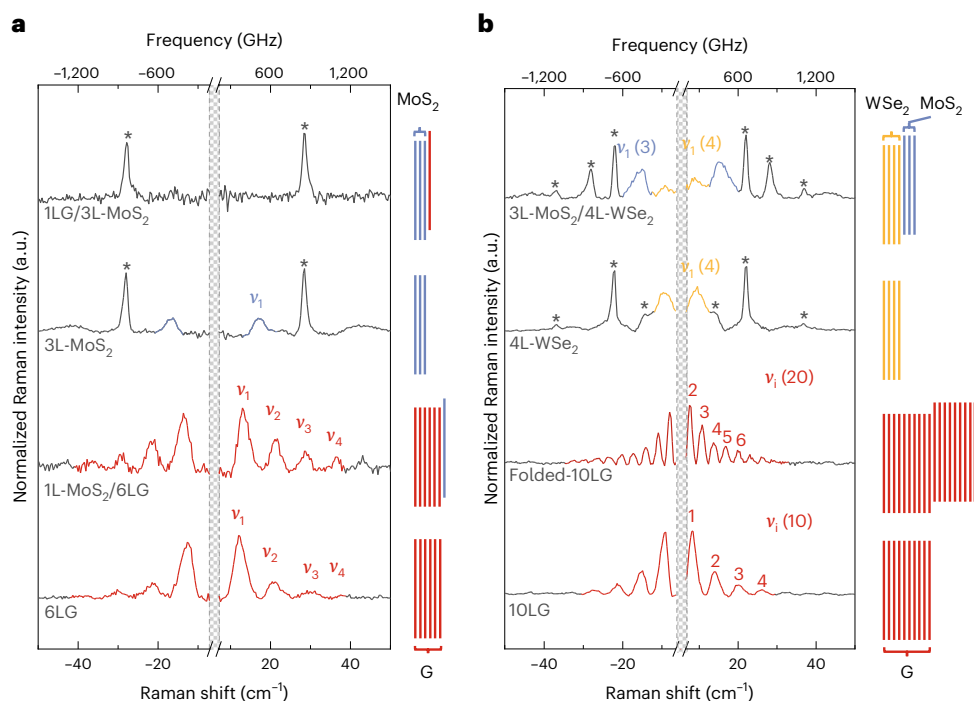 a
Frequency (GHz)
−1,200 −600 600 1,200
MoS₂
* *
1LG/3L-MoS₂
* *
ν₁
3L-MoS₂
ν₁ ν₂ ν₃ ν₄
1L-MoS₂/6LG
ν₁ ν₂ ν₃ ν₄
6LG
G
−40 −20 20 40
Raman shift (cm⁻¹)
Normalized Raman intensity (a.u.)
b
Frequency (GHz)
−1,200 −600 600 1,200
WSe₂ MoS₂
* * * ν₁ (3) ν₁ (4) * * *
3L-MoS₂/4L-WSe₂
* * * ν₁ (4) * * *
4L-WSe₂
νᵢ (20)
2 3 4 5 6
Folded-10LG
νᵢ (10)
1 2 3 4
10LG
G
−40 −20 20 40
Raman shift (cm⁻¹)
Normalized Raman intensity (a.u.)